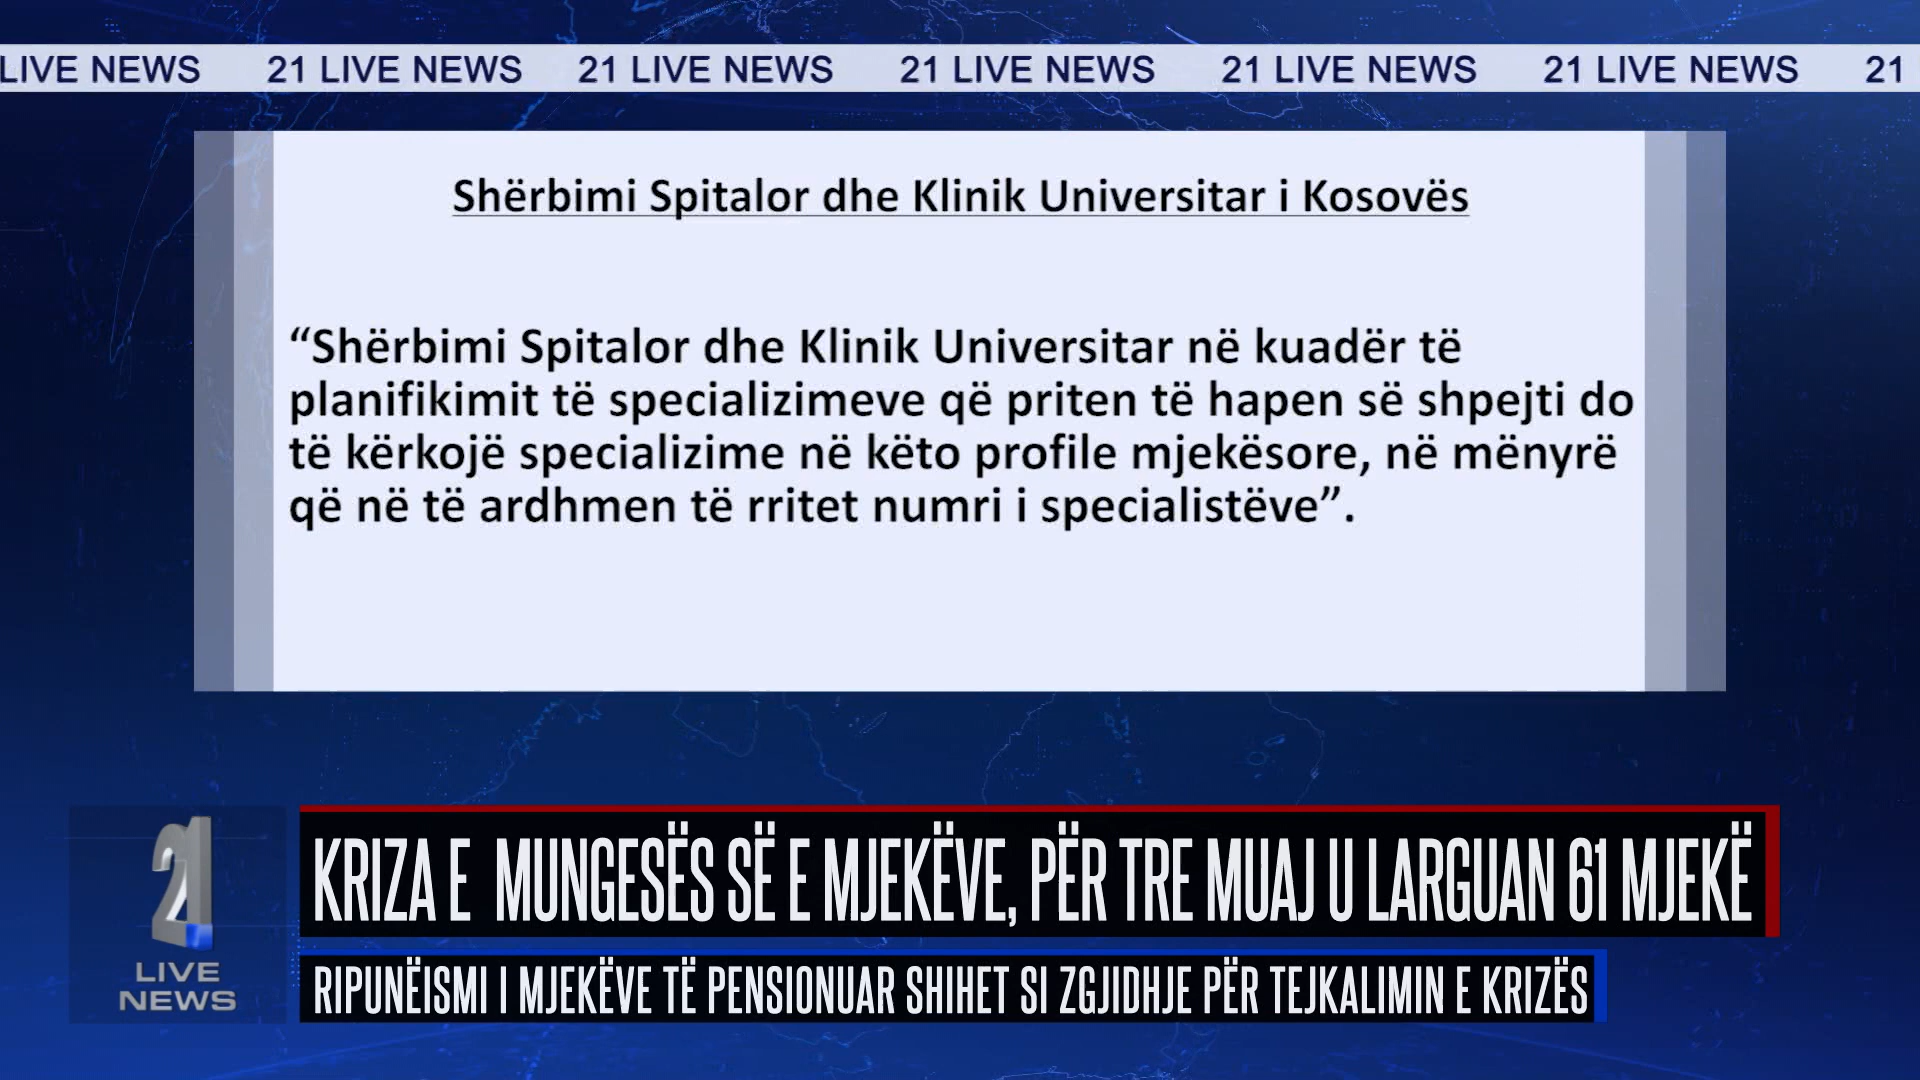 LIVE NEWS 21 LIVE NEWS 21 LIVE NEWS 21 LIVE NEWS 21 LIVE NEWS 21 LIVE NEWS 21
Shërbimi Spitalor dhe Klinik Universitar i Kosovës
“Shërbimi Spitalor dhe Klinik Universitar në kuadër të
planifikimit të specializimeve që priten të hapen së shpejti do
të kërkojë specializime në këto profile mjekësore, në mënyrë
që në të ardhmen të rritet numri i specialistëve”.
KRIZA E MUNGESËS SË E MJEKËVE, PËR TRE MUAJ U LARGUAN 61 MJEKË
RIPUNËISMI I MJEKËVE TË PENSIONUAR SHIHET SI ZGJIDHJE PËR TEJKALIMIN E KRIZËS
21
LIVE
NEWS